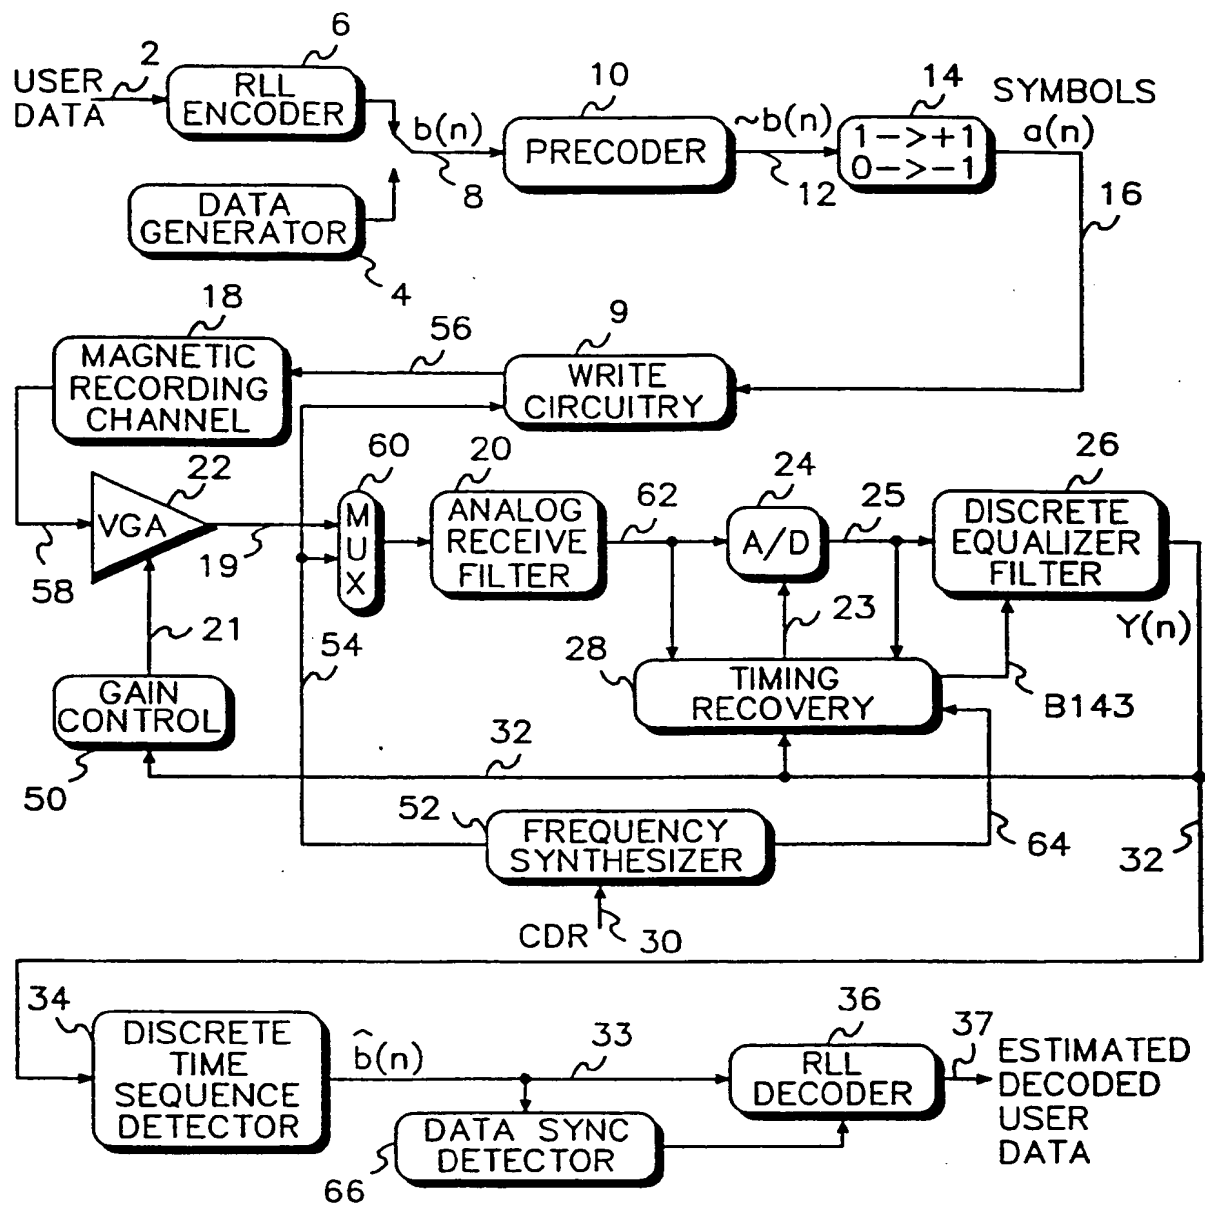 2
6
USER
DATA
RLL
ENCODER
b(n)
8
10
PRECODER
~b(n)
12
14
1->+1
0->-1
SYMBOLS
a(n)
16
DATA
GENERATOR
4
18
MAGNETIC
RECORDING
CHANNEL
56
9
WRITE
CIRCUITRY
22
VGA
58
19
60
MUX
20
ANALOG
RECEIVE
FILTER
62
24
A/D
25
26
DISCRETE
EQUALIZER
FILTER
Y(n)
21
54
23
28
TIMING
RECOVERY
B143
GAIN
CONTROL
50
32
52
FREQUENCY
SYNTHESIZER
64
32
CDR
30
34
DISCRETE
TIME
SEQUENCE
DETECTOR
b̂(n)
33
36
RLL
DECODER
37
ESTIMATED
DECODED
USER
DATA
DATA SYNC
DETECTOR
66